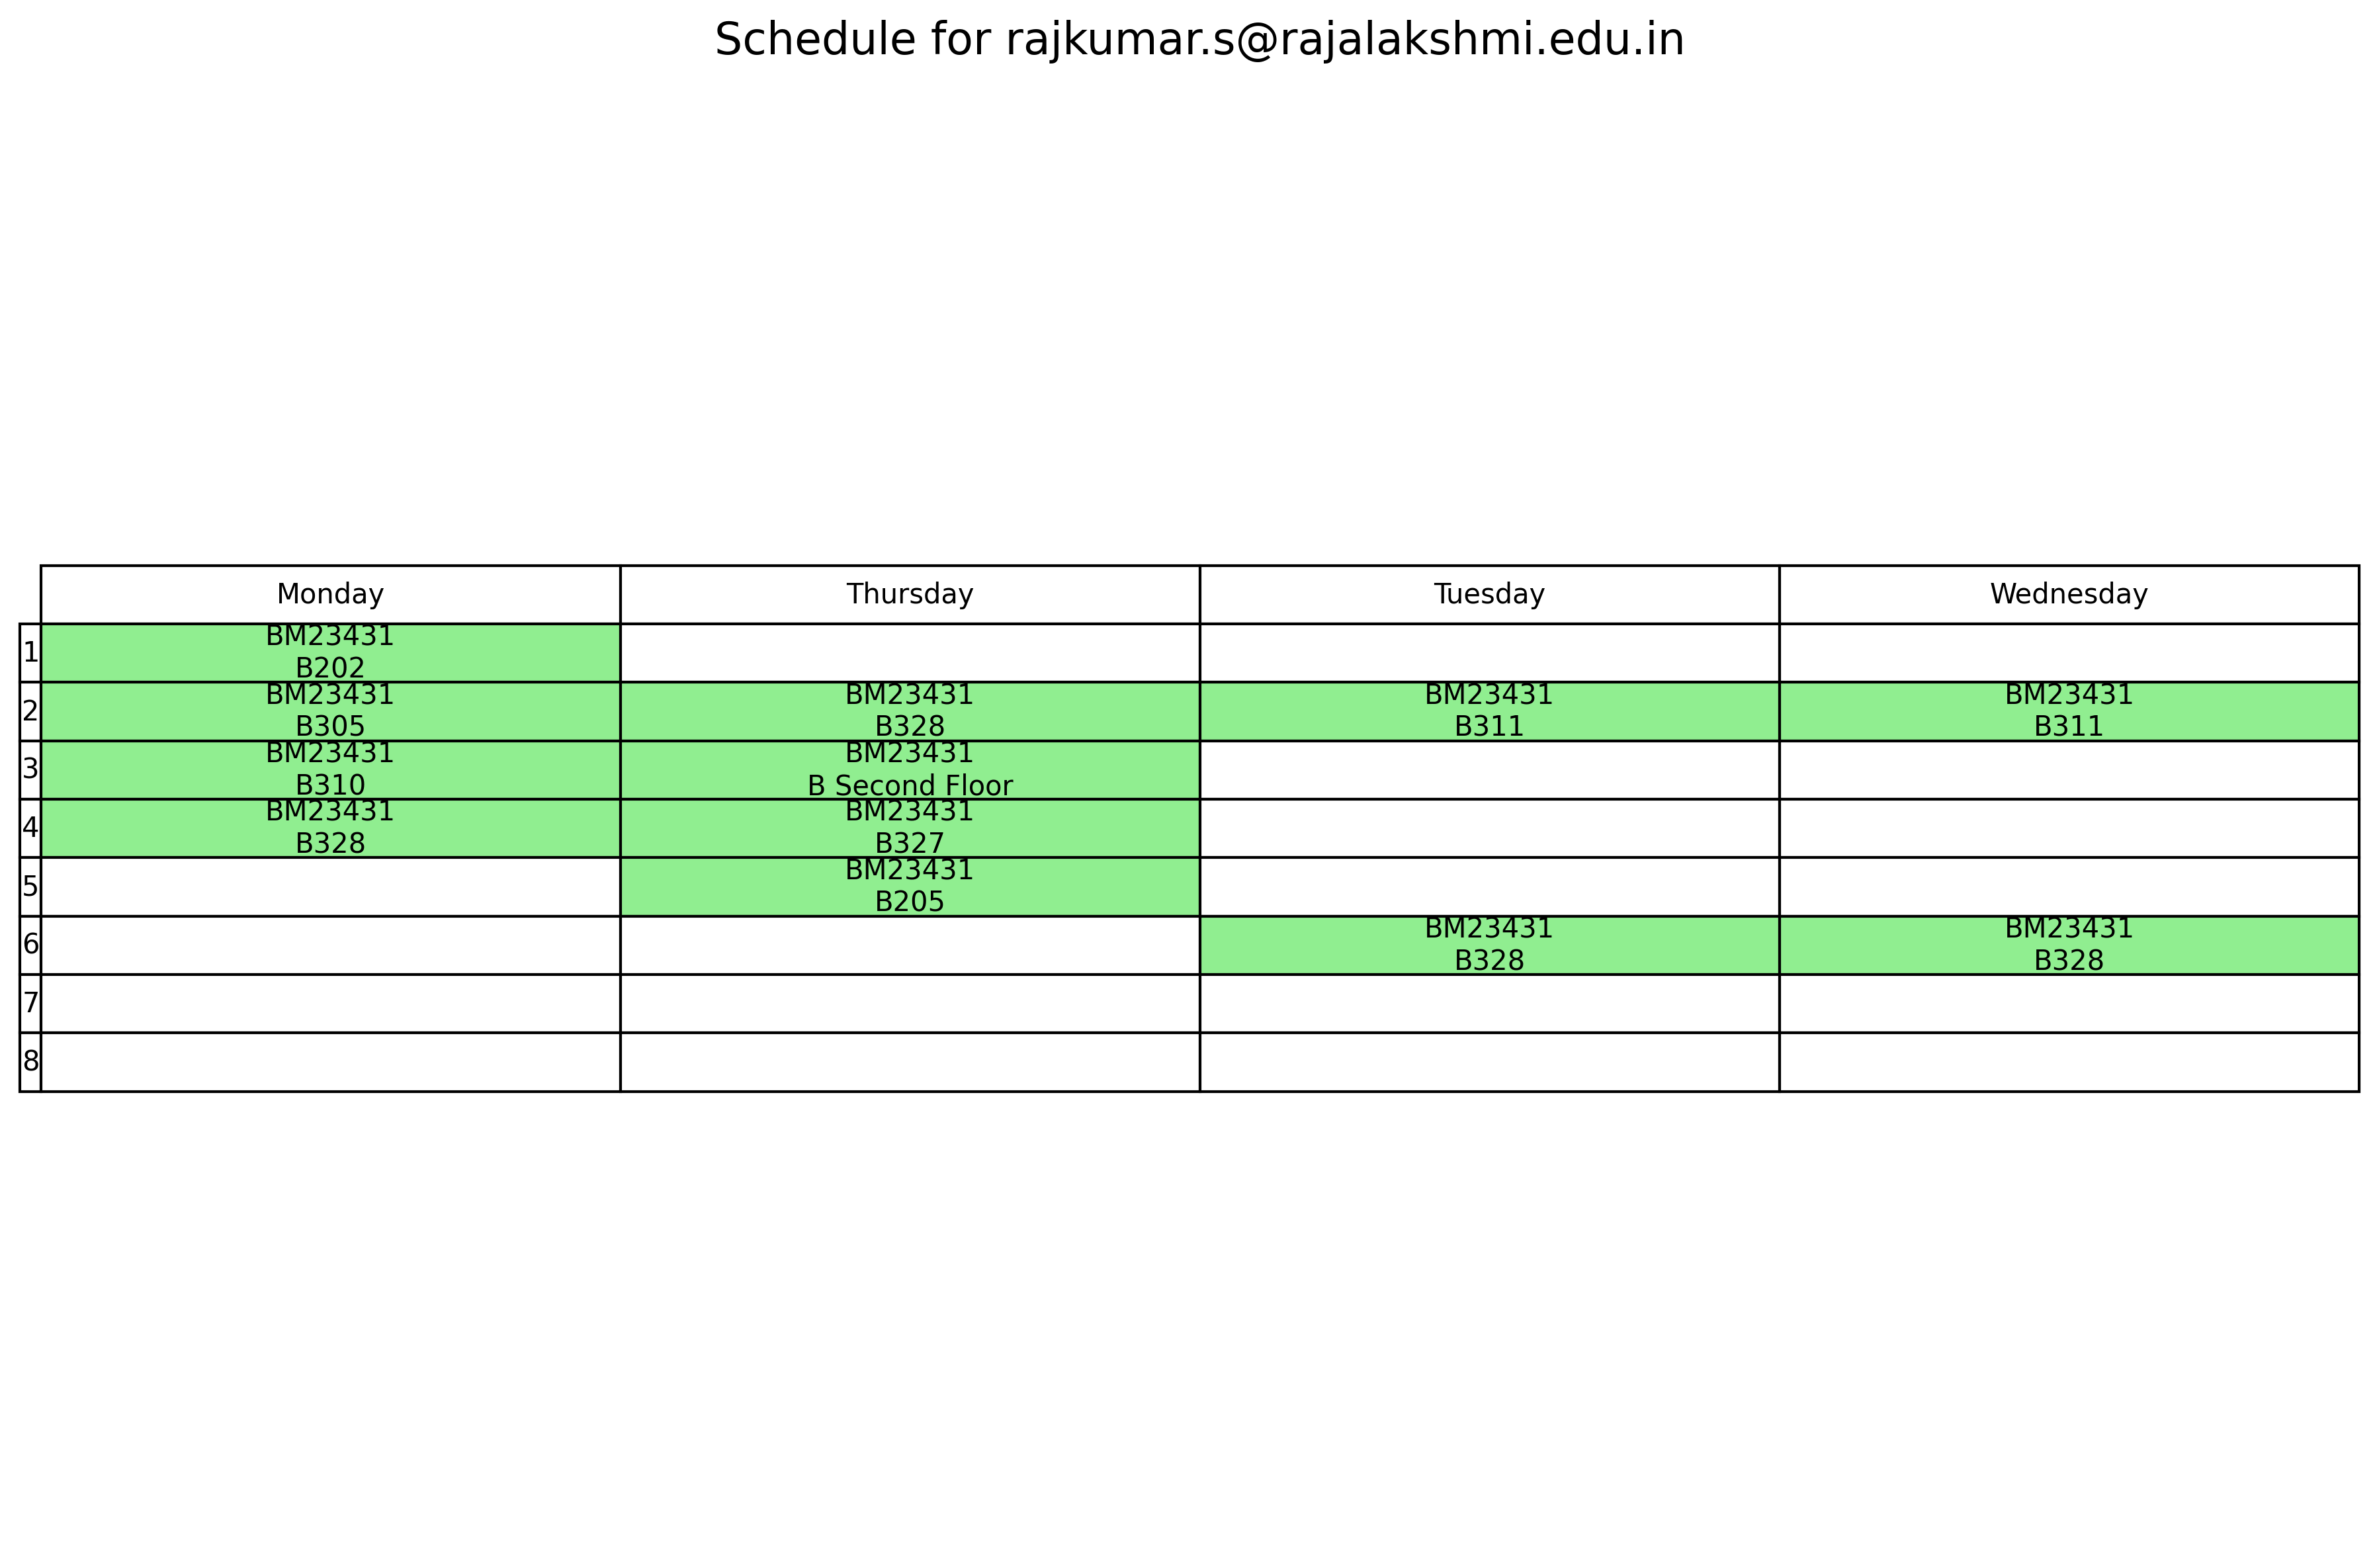 Schedule for rajkumar.s@rajalakshmi.edu.in
Monday Thursday Tuesday Wednesday
1 BM23431
B202
2 BM23431 BM23431 BM23431 BM23431
B305 B328 B311 B311
3 BM23431 BM23431
B310 B Second Floor
4 BM23431 BM23431
B328 B327
5 BM23431
B205
6 BM23431 BM23431
B328 B328
7
8